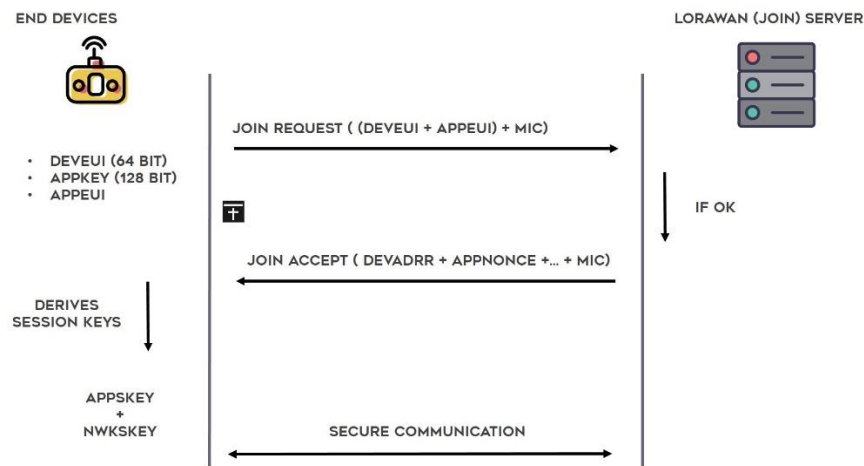 END DEVICES
LORAWAN (JOIN) SERVER
JOIN REQUEST ( (DEVEUI + APPEUI) + MIC)
• DEVEUI (64 BIT)
• APPKEY (128 BIT)
• APPEUI
IF OK
JOIN ACCEPT ( DEVADRR + APPNONCE +... + MIC)
DERIVES
SESSION KEYS
APPSKEY
+
NWKSKEY
SECURE COMMUNICATION